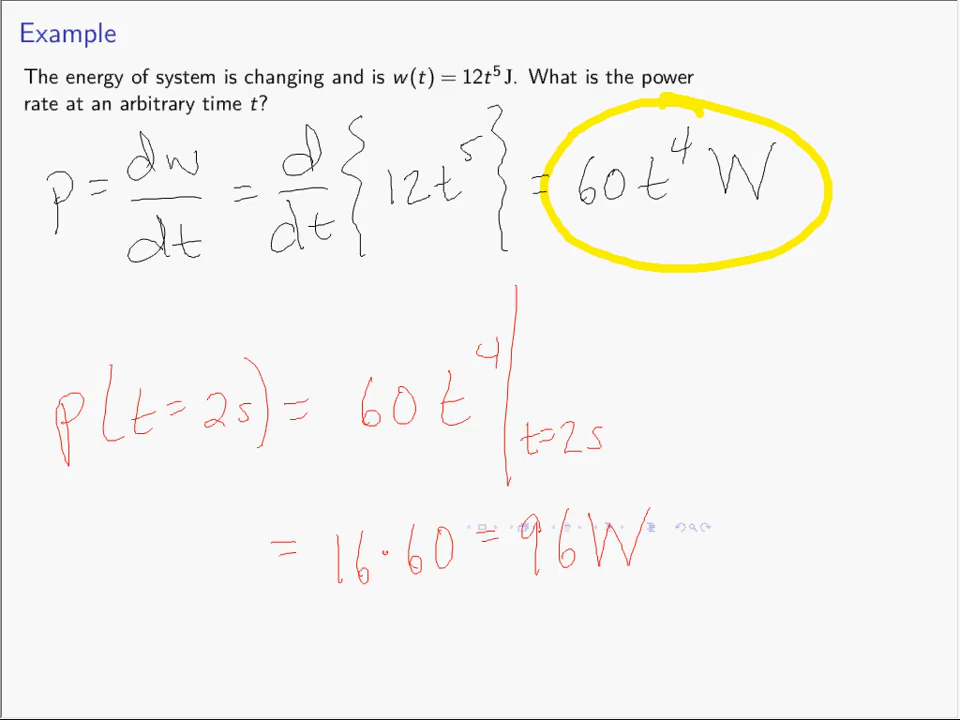 Example
The energy of system is changing and is w(t) = 12t⁵ J. What is the power
rate at an arbitrary time t?
p = dw/dt = d/dt {12t⁵} = 60t⁴ W
p(t=2s) = 60t⁴ |t=2s
= 16·60 = 96W